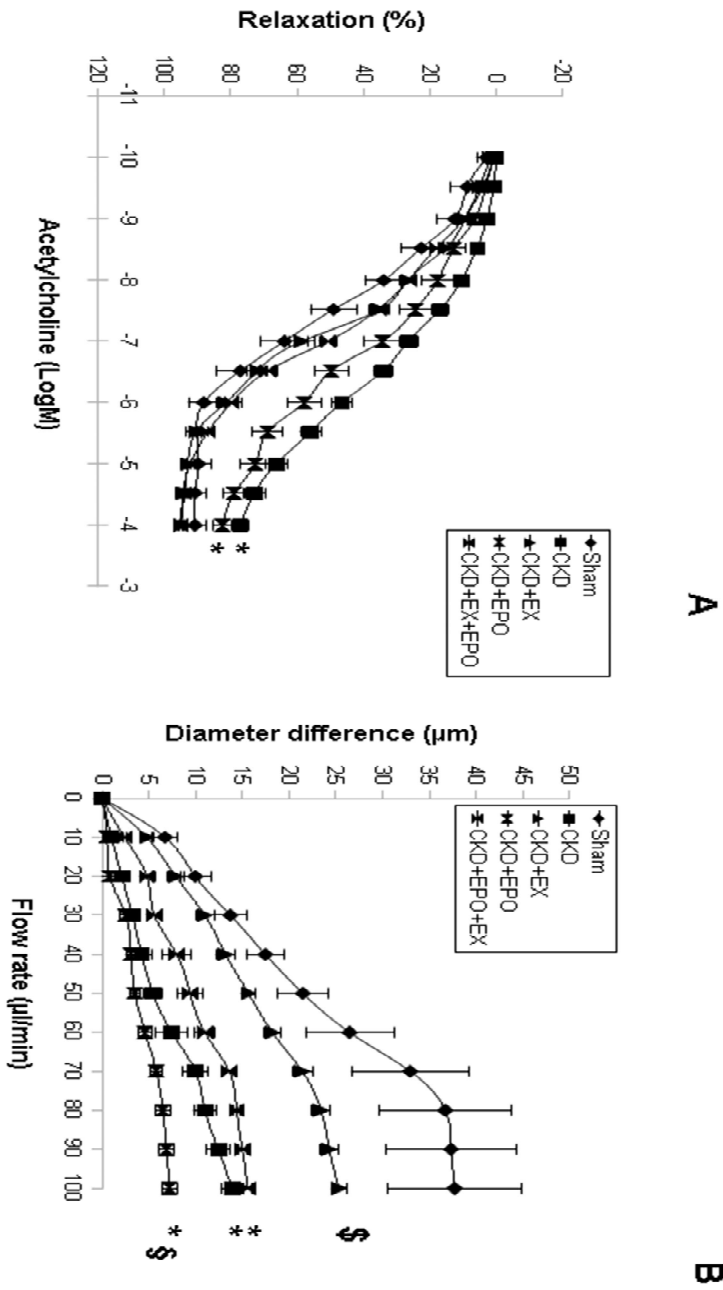 A
Relaxation (%)
-20
0
20
40
60
80
100
120
-11
-10
-9
-8
-7
-6
-5
-4
-3
Acetylcholine (LogM)
Sham
CKD
CKD+EX
CKD+EPO
CKD+EX+EPO
*
*
B
Diameter difference (µm)
50
45
40
35
30
25
20
15
10
5
0
0
10
20
30
40
50
60
70
80
90
100
Flow rate (µl/min)
Sham
CKD
CKD+EX
CKD+EPO
CKD+EPO+EX
$
*
*
*
§